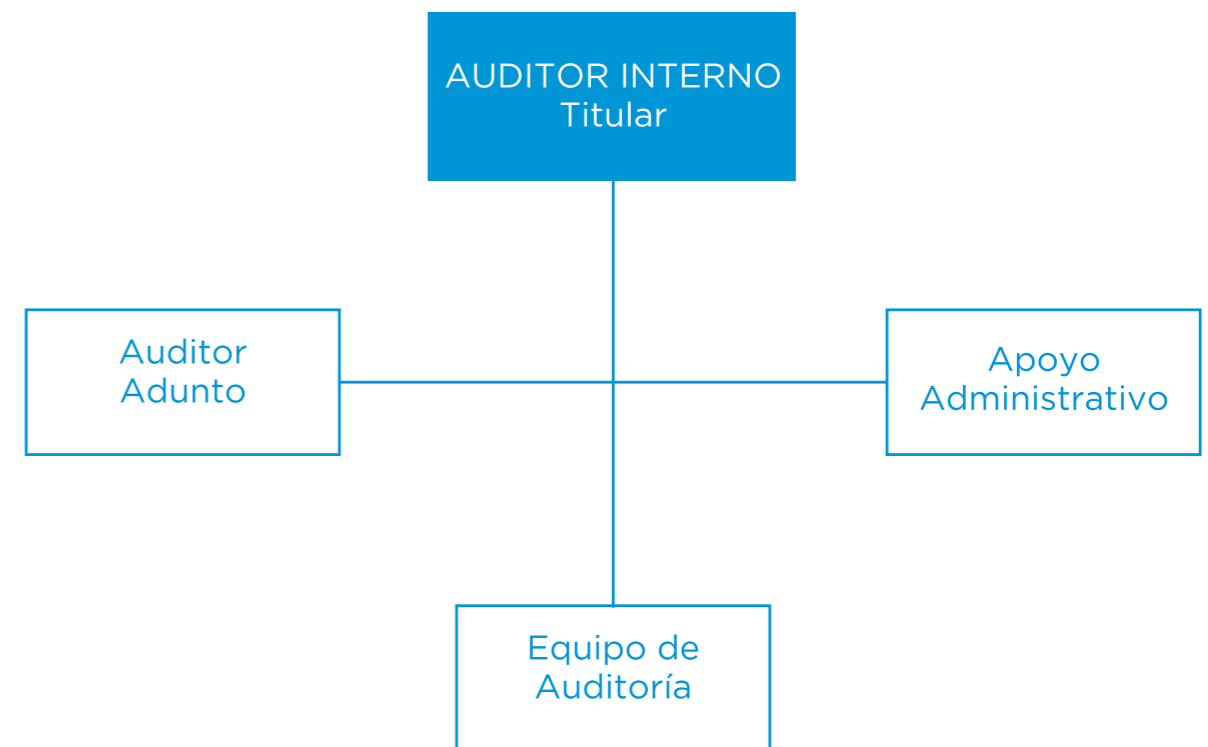 AUDITOR INTERNO
Titular
Auditor
Adunto
Apoyo
Administrativo
Equipo de
Auditoría